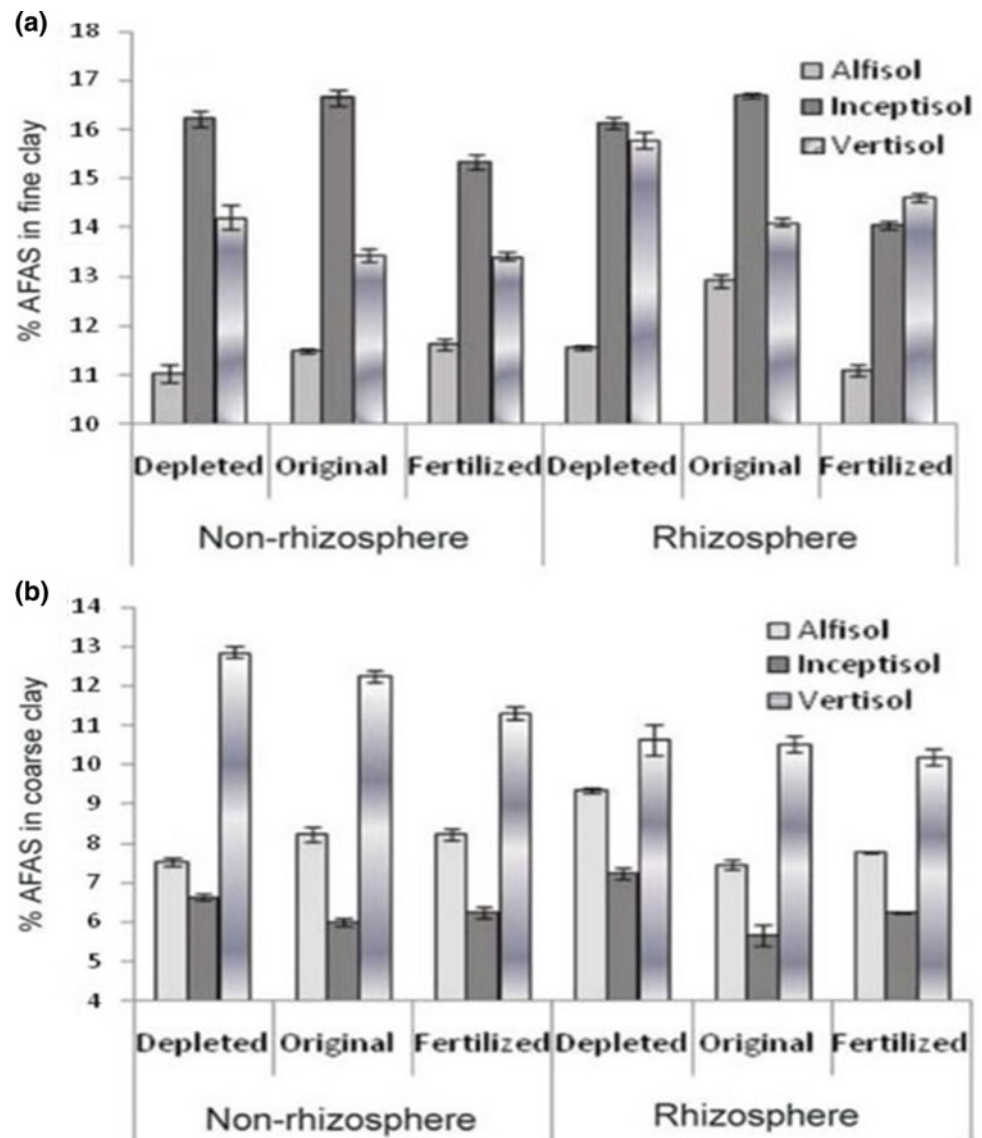 (a)
% AFAS in fine clay
18
17
16
15
14
13
12
11
10
Alfisol
Inceptisol
Vertisol
Depleted Original Fertilized Depleted Original Fertilized
Non-rhizosphere Rhizosphere
(b)
% AFAS in coarse clay
14
13
12
11
10
9
8
7
6
5
4
Alfisol
Inceptisol
Vertisol
Depleted Original Fertilized Depleted Original Fertilized
Non-rhizosphere Rhizosphere